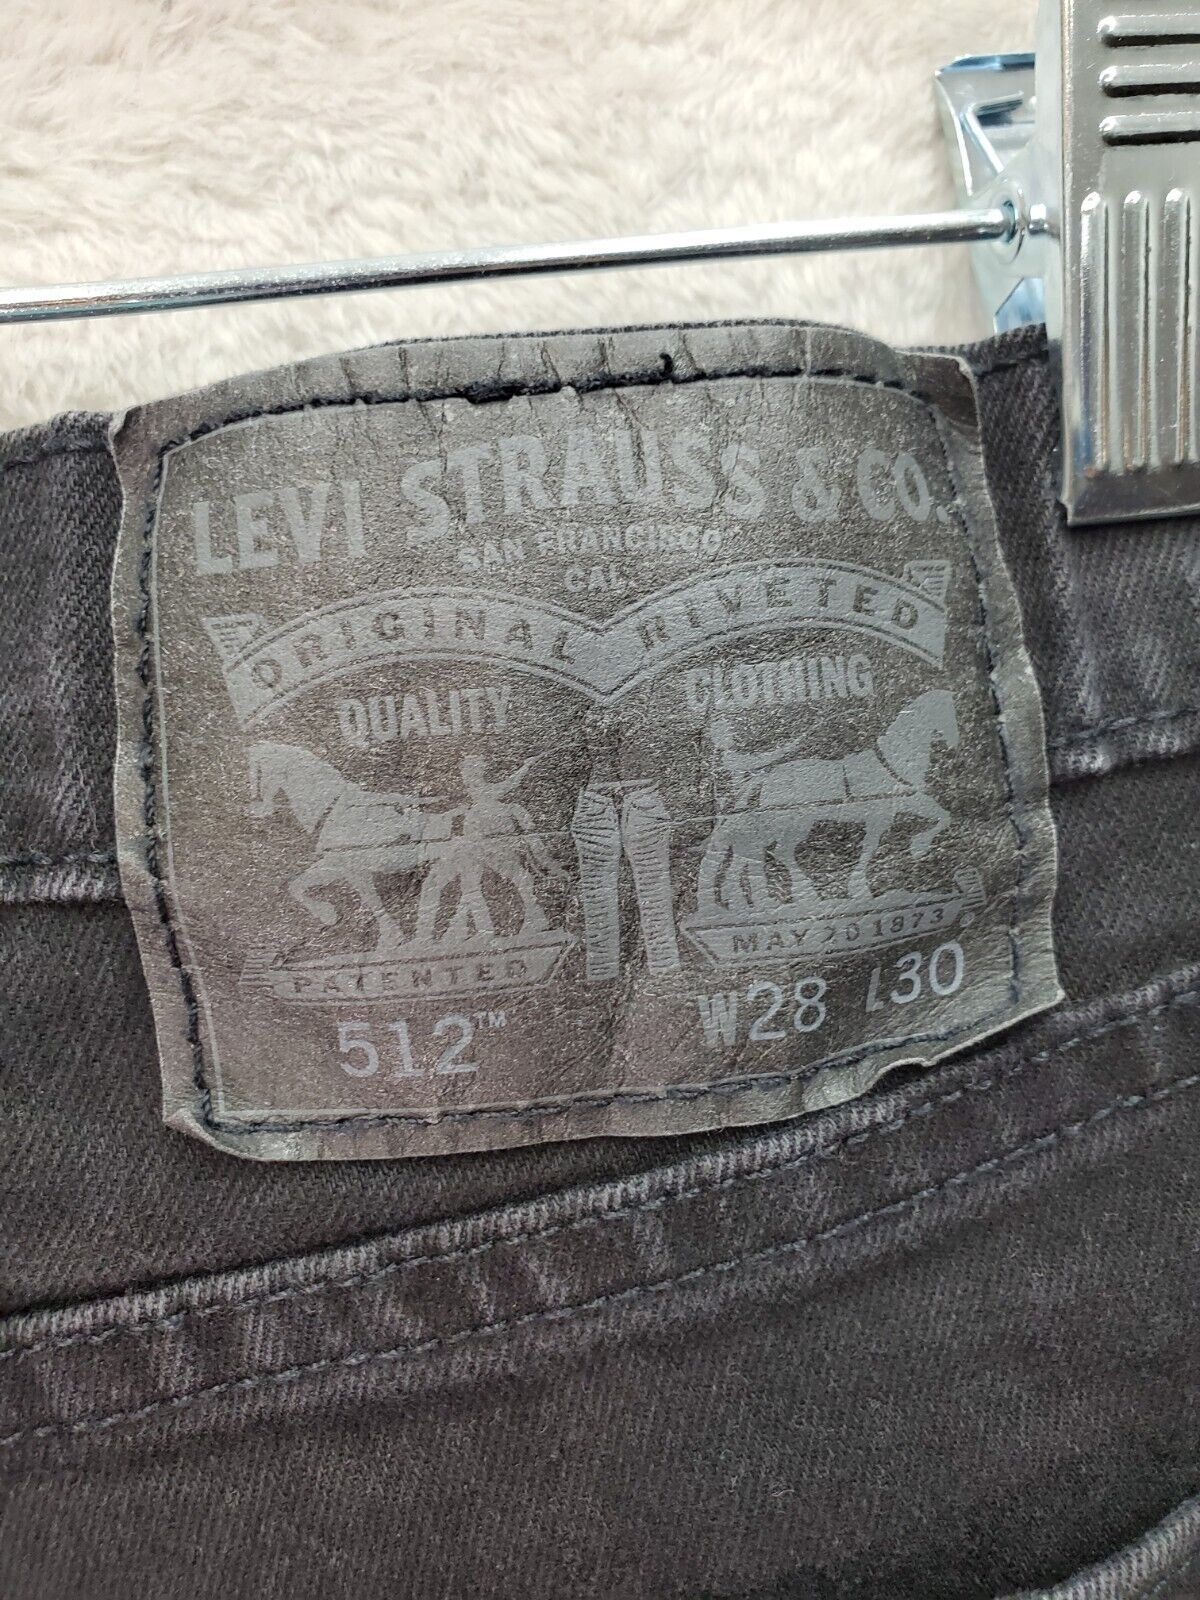 LEVI STRAUSS & CO.
SAN FRANCISCO
CAL.
ORIGINAL RIVETED
QUALITY CLOTHING
PATENTED MAY 20 1873
512™ W28 L30